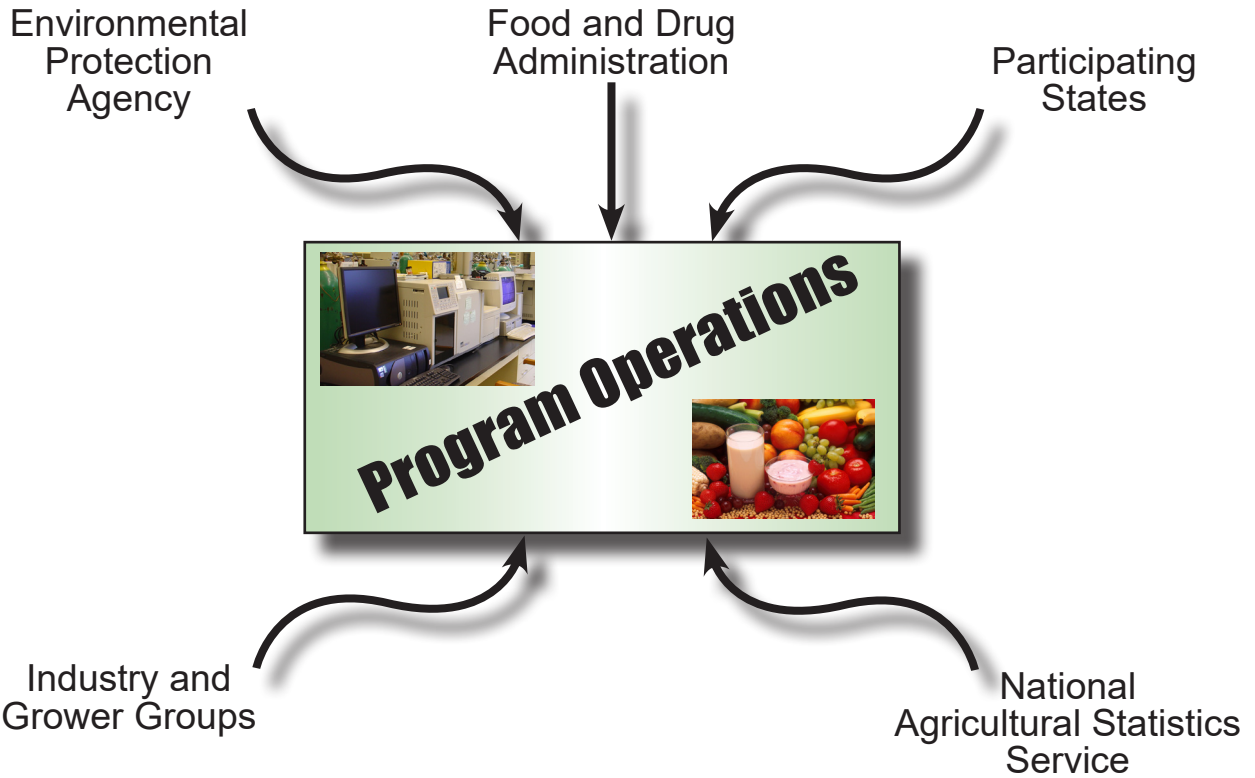 Environmental
Protection
Agency
Food and Drug
Administration
Participating
States
Program Operations
Industry and
Grower Groups
National
Agricultural Statistics
Service